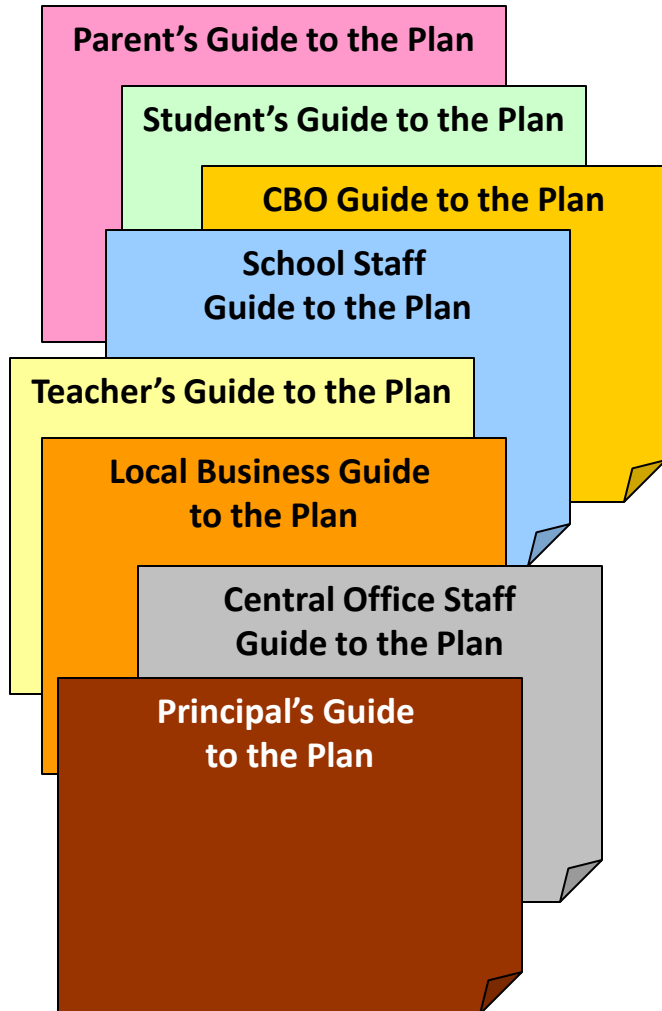 Parent’s Guide to the Plan
Student’s Guide to the Plan
CBO Guide to the Plan
School Staff
Guide to the Plan
Teacher’s Guide to the Plan
Local Business Guide
to the Plan
Central Office Staff
Guide to the Plan
Principal’s Guide
to the Plan